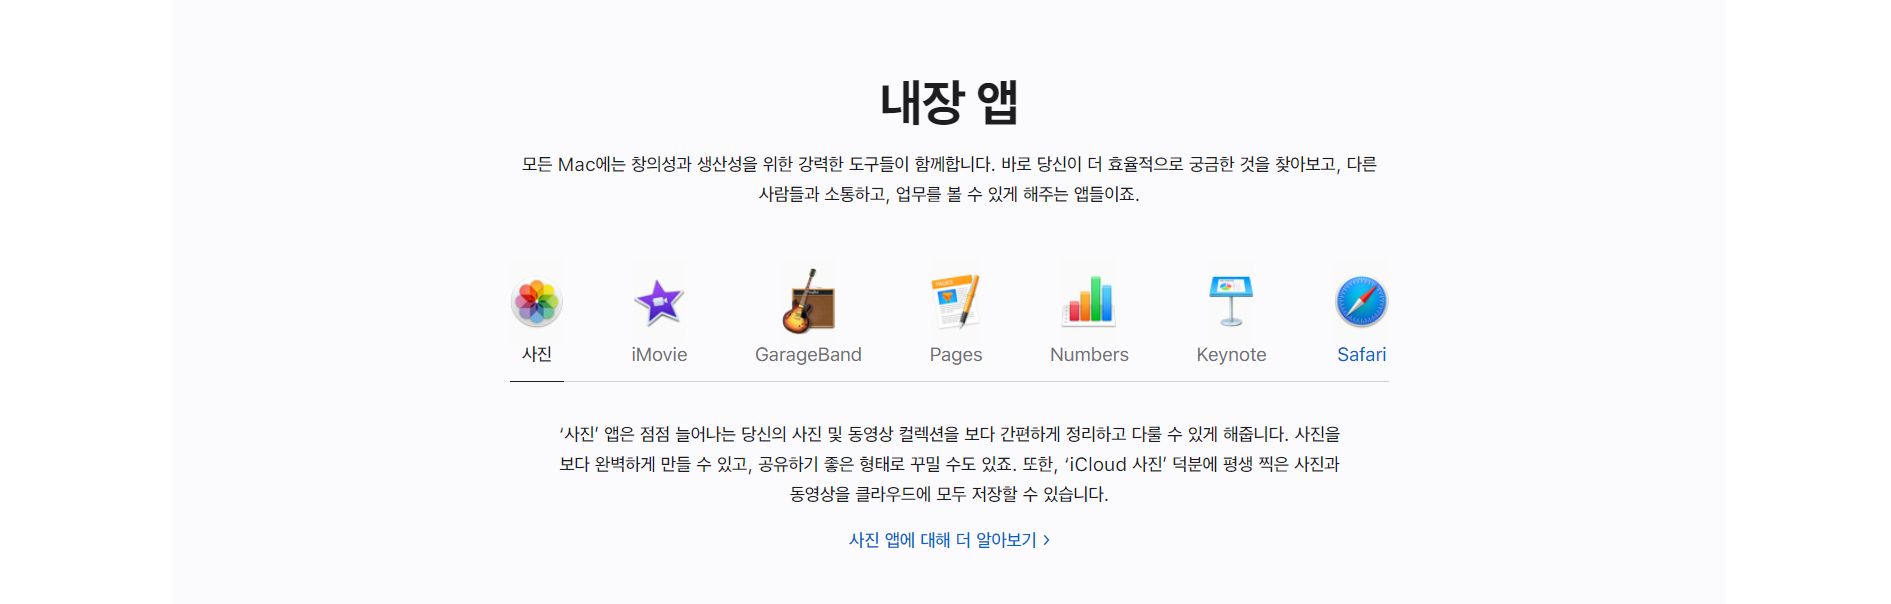 내장 앱
모든 Mac에는 창의성과 생산성을 위한 강력한 도구들이 함께합니다. 바로 당신이 더 효율적으로 궁금한 것을 찾아보고, 다른
사람들과 소통하고, 업무를 볼 수 있게 해주는 앱들이죠.
사진 iMovie GarageBand Pages Numbers Keynote Safari
‘사진’ 앱은 점점 늘어나는 당신의 사진 및 동영상 컬렉션을 보다 간편하게 정리하고 다룰 수 있게 해줍니다. 사진을
보다 완벽하게 만들 수 있고, 공유하기 좋은 형태로 꾸밀 수도 있죠. 또한, ‘iCloud 사진’ 덕분에 평생 찍은 사진과
동영상을 클라우드에 모두 저장할 수 있습니다.
사진 앱에 대해 더 알아보기 >